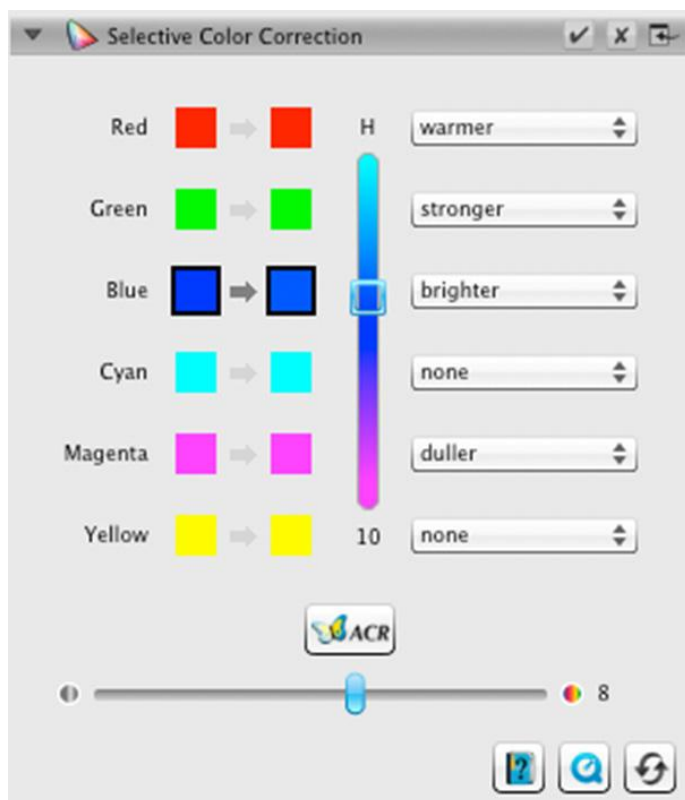 Selective Color Correction
Red H warmer
Green stronger
Blue brighter
Cyan none
Magenta duller
Yellow 10 none
ACR
8
?